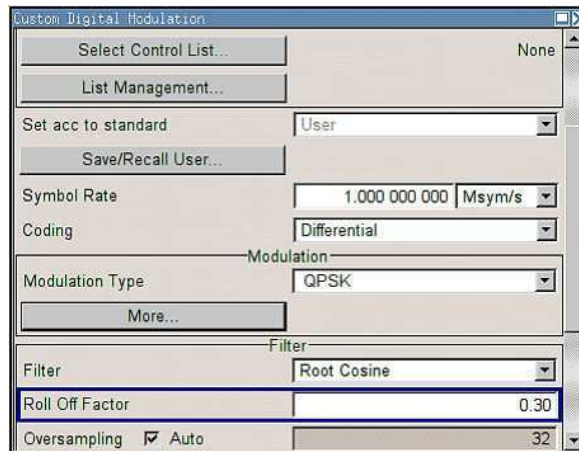 Custom Digital Modulation
Select Control List... None
List Management...
Set acc to standard User
Save/Recall User...
Symbol Rate 1.000 000 000 Msym/s
Coding Differential
Modulation
Modulation Type QPSK
More...
Filter
Filter Root Cosine
Roll Off Factor 0.30
Oversampling Auto 32